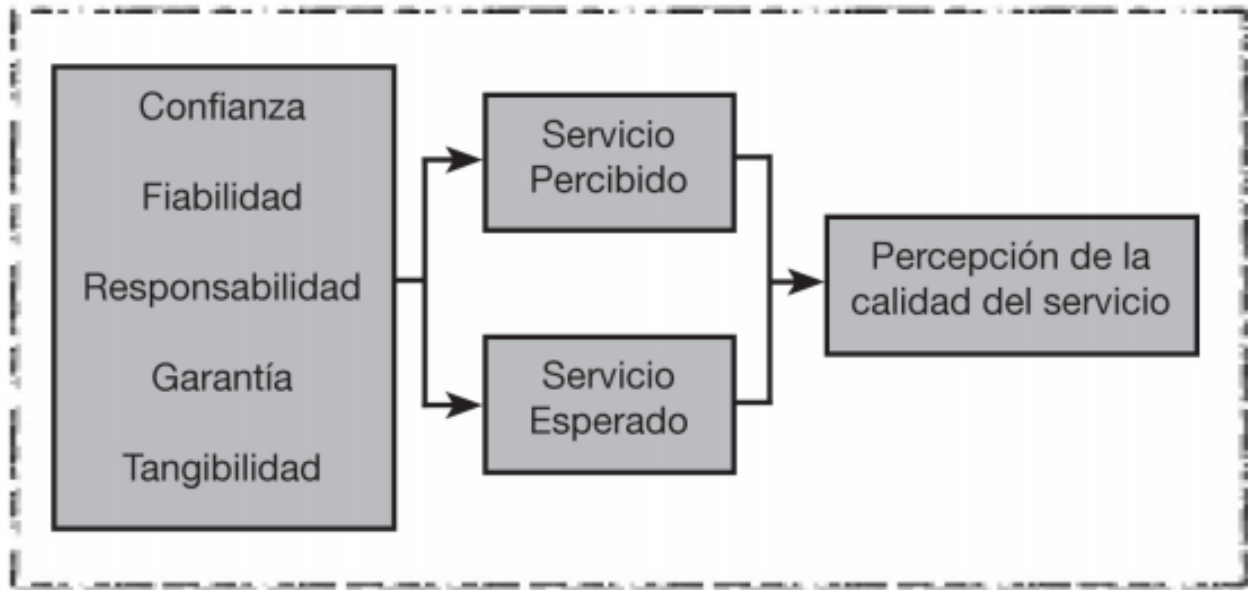 Confianza
Fiabilidad
Responsabilidad
Garantía
Tangibilidad
Servicio
Percibido
Servicio
Esperado
Percepción de la
calidad del servicio